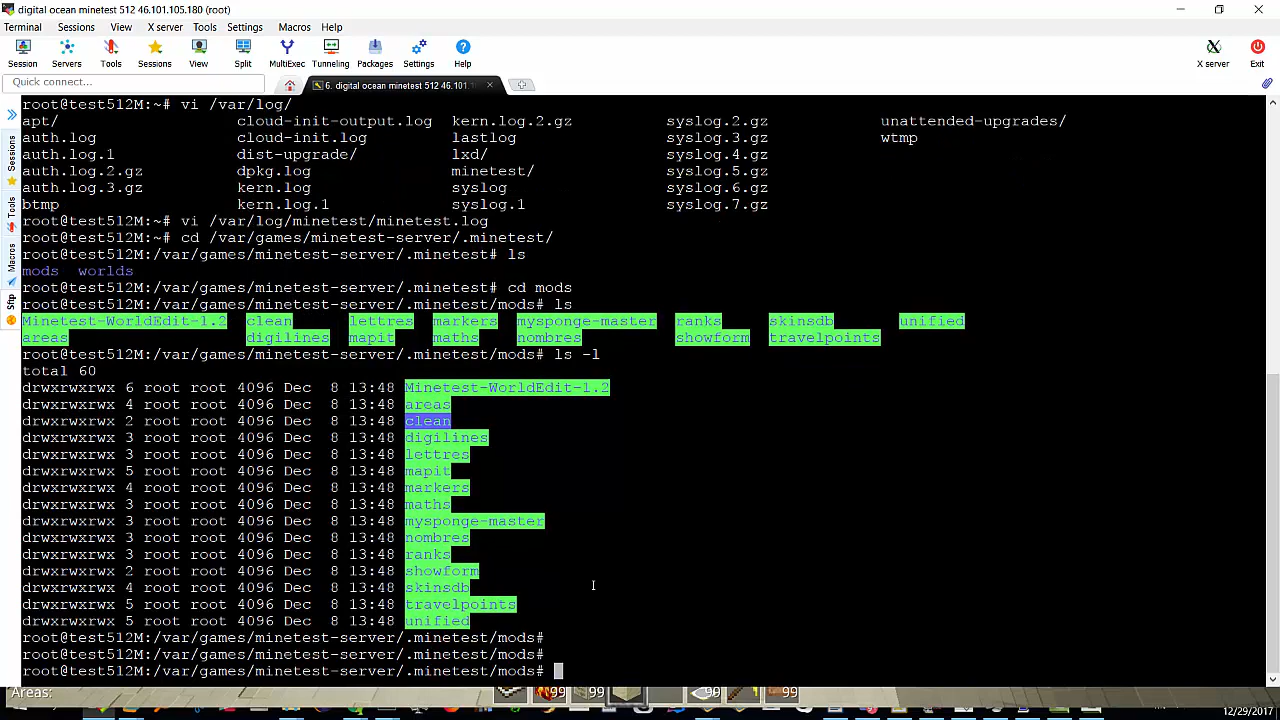 digital ocean minetest 512 46.101.105.180 (root)
Terminal Sessions View X server Tools Settings Macros Help
Session Servers Tools Sessions View Split MultiExec Tunneling Packages Settings Help X server Exit
Quick connect... 6. digital ocean minetest 512 46.101.
Sessions
Tools
Macros
Sftp
root@test512M:~# vi /var/log/
apt/ cloud-init-output.log kern.log.2.gz syslog.2.gz unattended-upgrades/
auth.log cloud-init.log lastlog syslog.3.gz wtmp
auth.log.1 dist-upgrade/ lxd/ syslog.4.gz
auth.log.2.gz dpkg.log minetest/ syslog.5.gz
auth.log.3.gz kern.log syslog syslog.6.gz
btmp kern.log.1 syslog.1 syslog.7.gz
root@test512M:~# vi /var/log/minetest/minetest.log
root@test512M:~# cd /var/games/minetest-server/.minetest/
root@test512M:/var/games/minetest-server/.minetest# ls
mods worlds
root@test512M:/var/games/minetest-server/.minetest# cd mods
root@test512M:/var/games/minetest-server/.minetest/mods# ls
Minetest-WorldEdit-1.2 clean lettres markers mysponge-master ranks skinsdb unified
areas digilines mapit maths nombres showform travelpoints
root@test512M:/var/games/minetest-server/.minetest/mods# ls -l
total 60
drwxrwxrwx 6 root root 4096 Dec 8 13:48 Minetest-WorldEdit-1.2
drwxrwxrwx 4 root root 4096 Dec 8 13:48 areas
drwxrwxrwx 2 root root 4096 Dec 8 13:48 clean
drwxrwxrwx 3 root root 4096 Dec 8 13:48 digilines
drwxrwxrwx 3 root root 4096 Dec 8 13:48 lettres
drwxrwxrwx 5 root root 4096 Dec 8 13:48 mapit
drwxrwxrwx 4 root root 4096 Dec 8 13:48 markers
drwxrwxrwx 3 root root 4096 Dec 8 13:48 maths
drwxrwxrwx 3 root root 4096 Dec 8 13:48 mysponge-master
drwxrwxrwx 3 root root 4096 Dec 8 13:48 nombres
drwxrwxrwx 3 root root 4096 Dec 8 13:48 ranks
drwxrwxrwx 2 root root 4096 Dec 8 13:48 showform
drwxrwxrwx 4 root root 4096 Dec 8 13:48 skinsdb
drwxrwxrwx 5 root root 4096 Dec 8 13:48 travelpoints
drwxrwxrwx 5 root root 4096 Dec 8 13:48 unified
root@test512M:/var/games/minetest-server/.minetest/mods#
root@test512M:/var/games/minetest-server/.minetest/mods#
root@test512M:/var/games/minetest-server/.minetest/mods#
Areas: 99 99 99 99
12/29/2017